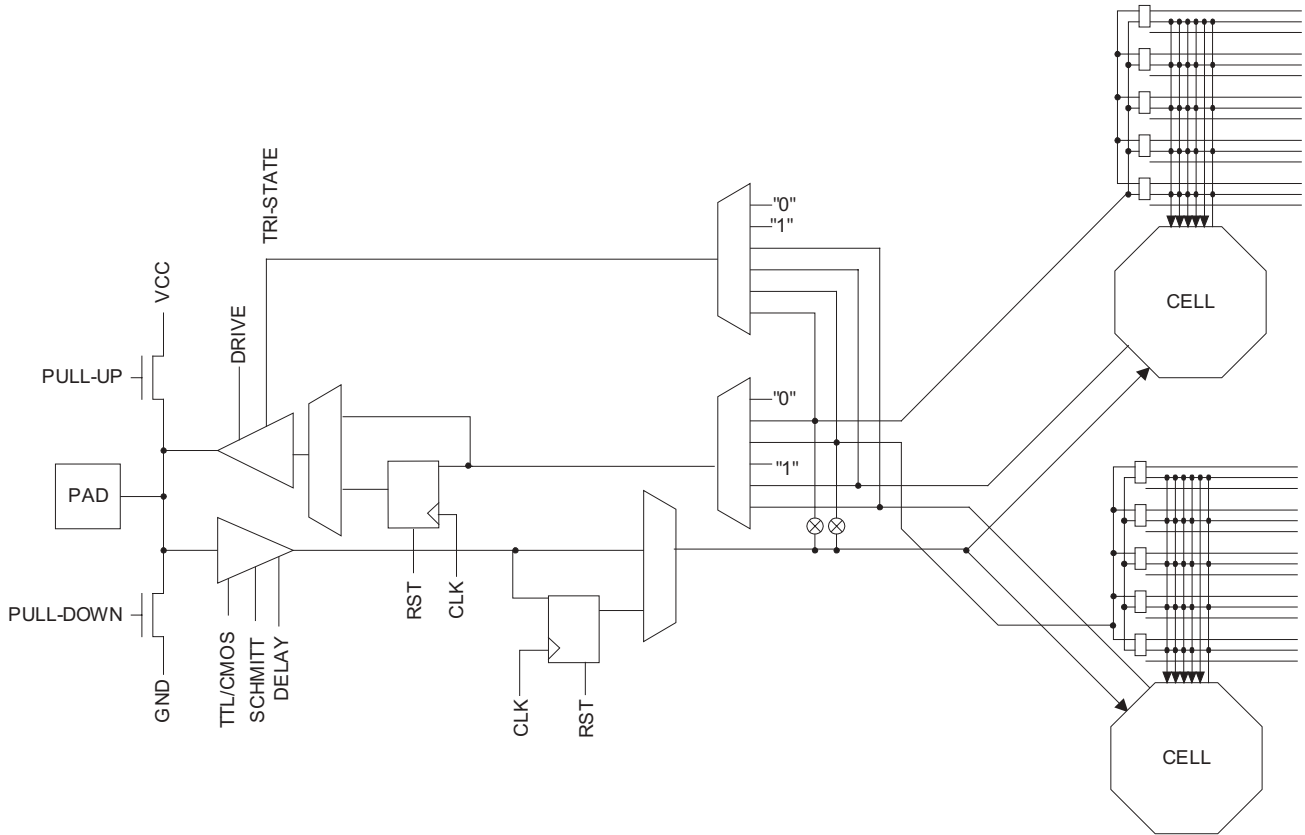 "0"
"1"
TRI-STATE
VCC
CELL
DRIVE
PULL-UP
"0"
"1"
PAD
RST
CLK
PULL-DOWN
GND
TTL/CMOS
SCHMITT
DELAY
CLK
RST
CELL